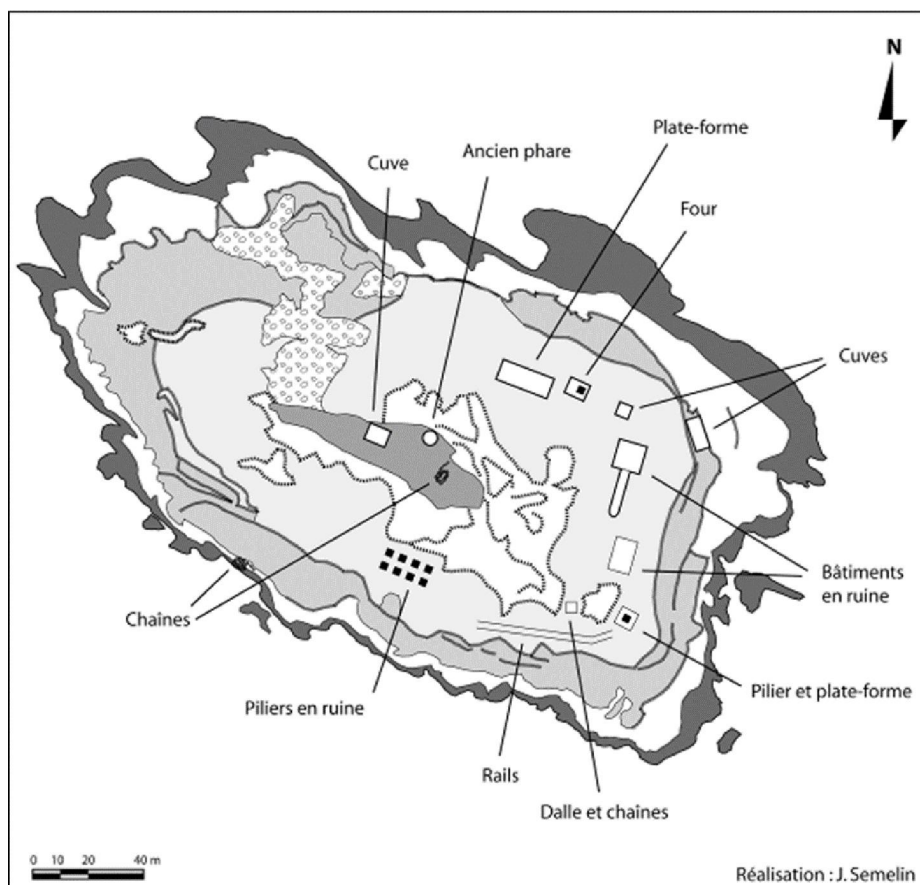 N
Plate-forme
Cuve
Ancien phare
Four
Cuves
Bâtiments
en ruine
Chaînes
Pilier et plate-forme
Piliers en ruine
Rails
Dalle et chaînes
0 10 20 40 m
Réalisation : J. Semelin